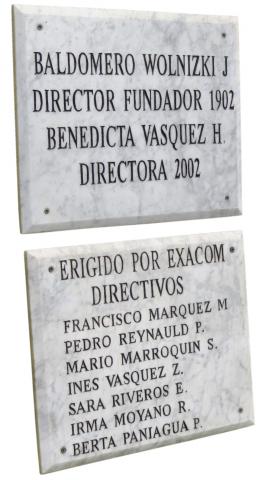 BALDOMERO WOLNIZKI J
DIRECTOR FUNDADOR 1902
BENEDICTA VASQUEZ H.
DIRECTORA 2002
ERIGIDO POR EXACOM
DIRECTIVOS
FRANCISCO MARQUEZ M
PEDRO REYNAULD P.
MARIO MARROQUIN S.
INES VASQUEZ Z.
SARA RIVEROS E.
IRMA MOYANO R.
BERTA PANIAGUA P.